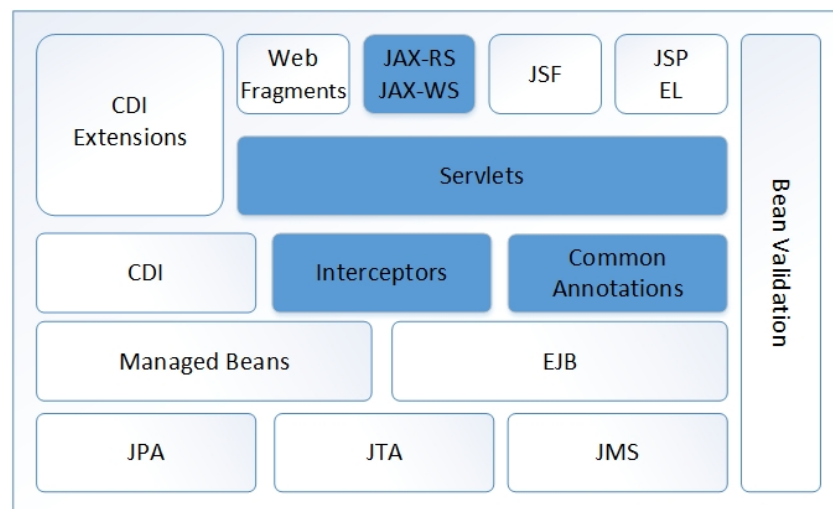 CDI
Extensions
Web
Fragments
JAX-RS
JAX-WS
JSF
JSP
EL
Servlets
CDI
Interceptors
Common
Annotations
Managed Beans
EJB
JPA
JTA
JMS
Bean Validation